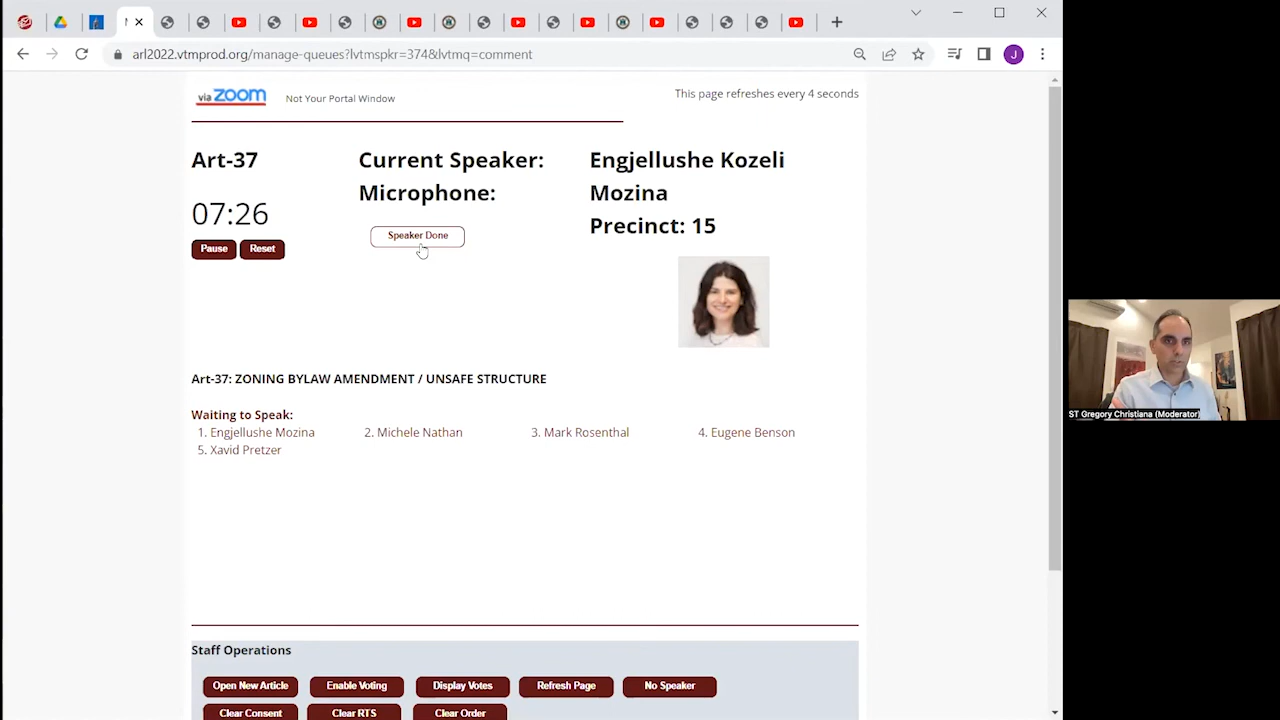 arl2022.vtmprod.org/manage-queues?lvtmspkr=374&lvtmq=comment
J
via zoom
Not Your Portal Window
This page refreshes every 4 seconds
Art-37
Current Speaker:
Engjellushe Kozeli
Microphone:
Mozina
07:26
Precinct: 15
Pause
Reset
Speaker Done
Art-37: ZONING BYLAW AMENDMENT / UNSAFE STRUCTURE
Waiting to Speak:
1. Engjellushe Mozina
2. Michele Nathan
3. Mark Rosenthal
4. Eugene Benson
5. Xavid Pretzer
ST Gregory Christiana (Moderator)
Staff Operations
Open New Article
Enable Voting
Display Votes
Refresh Page
No Speaker
Clear Consent
Clear RTS
Clear Order